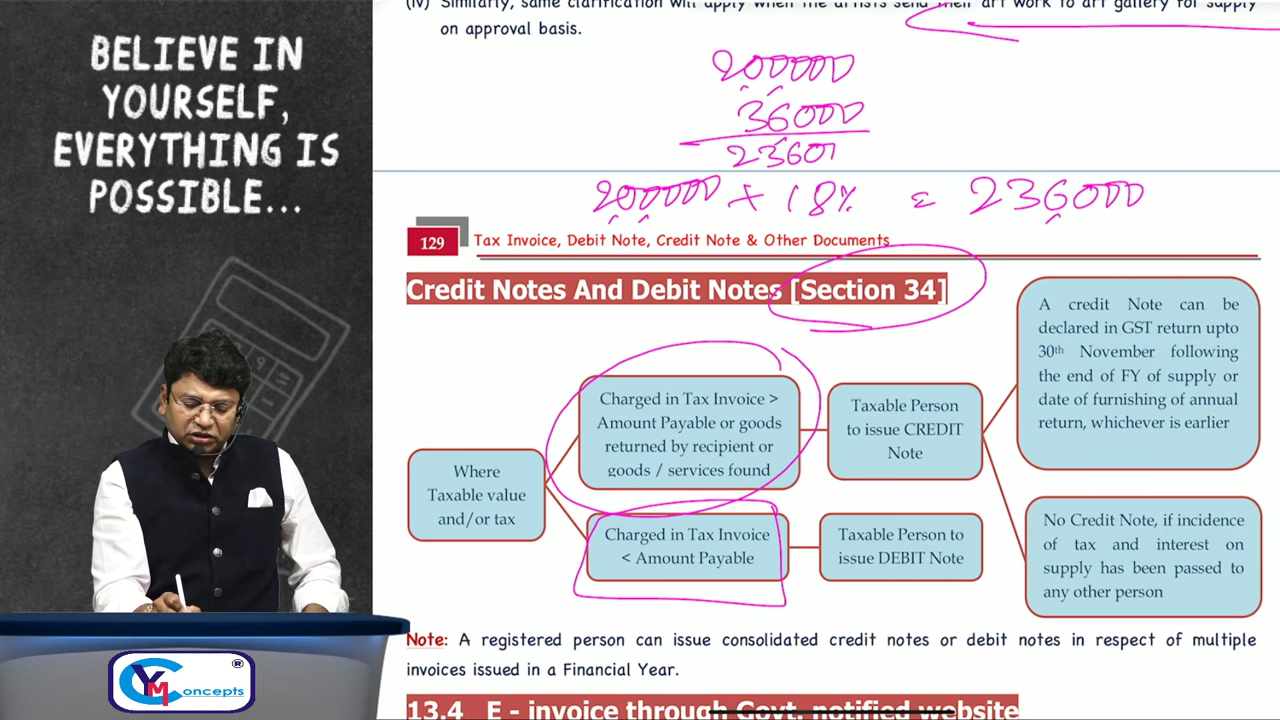 BELIEVE IN
YOURSELF,
EVERYTHING IS
POSSIBLE...
YM Concepts ®
(iv) Similarly, same clarification will apply when the artists send their art work to art gallery for supply
on approval basis.
200000
36000
200000 + 18% = 236000
129
Tax Invoice, Debit Note, Credit Note & Other Documents
Credit Notes And Debit Notes [Section 34]
Where
Taxable value
and/or tax
Charged in Tax Invoice >
Amount Payable or goods
returned by recipient or
goods / services found
Taxable Person
to issue CREDIT
Note
A credit Note can be
declared in GST return upto
30th November following
the end of FY of supply or
date of furnishing of annual
return, whichever is earlier
No Credit Note, if incidence
of tax and interest on
supply has been passed to
any other person
Charged in Tax Invoice
< Amount Payable
Taxable Person to
issue DEBIT Note
Note: A registered person can issue consolidated credit notes or debit notes in respect of multiple
invoices issued in a Financial Year.
13.4 E - invoice through Govt. notified website